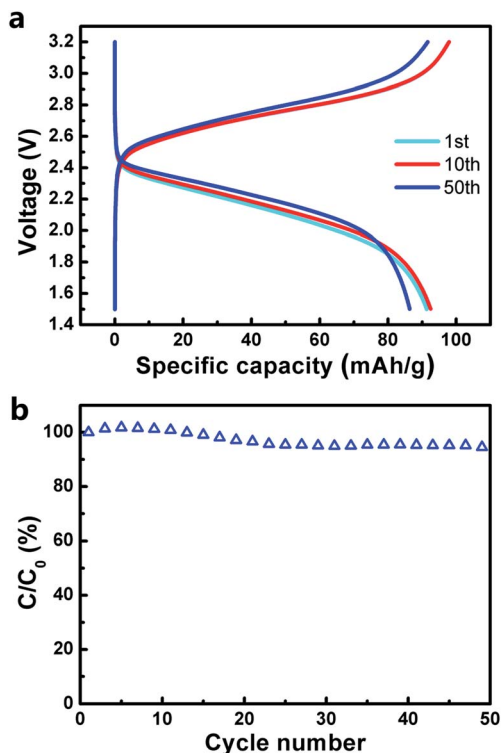 a
3.2
3.0
2.8
2.6
2.4
2.2
2.0
1.8
1.6
1.4
Voltage (V)
1st
10th
50th
0 20 40 60 80 100
Specific capacity (mAh/g)
b
120
100
80
60
40
20
0
C/C₀ (%)
0 10 20 30 40 50
Cycle number